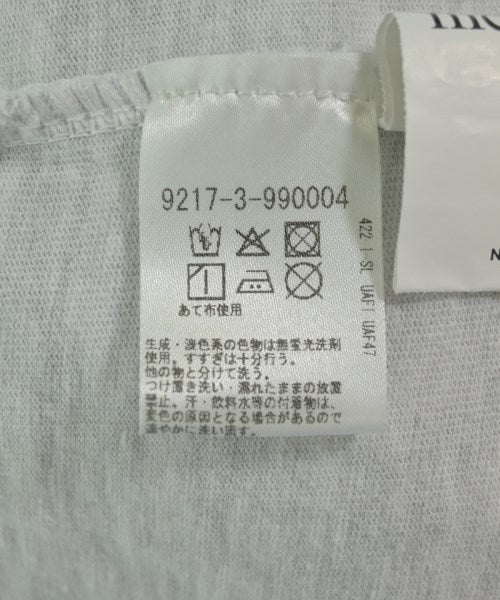 9217-3-990004
あて布使用
生成・淡色系の色物は無蛍光洗剤
使用。すすぎは十分行う。
他の物と分けて洗う。
つけ置き洗い・濡れたままの放置
禁止。汗・飲料水等の付着物は、
変色の原因となる場合があるので
速やかに洗い流す。
422 I SL UAF1 UAF47
N